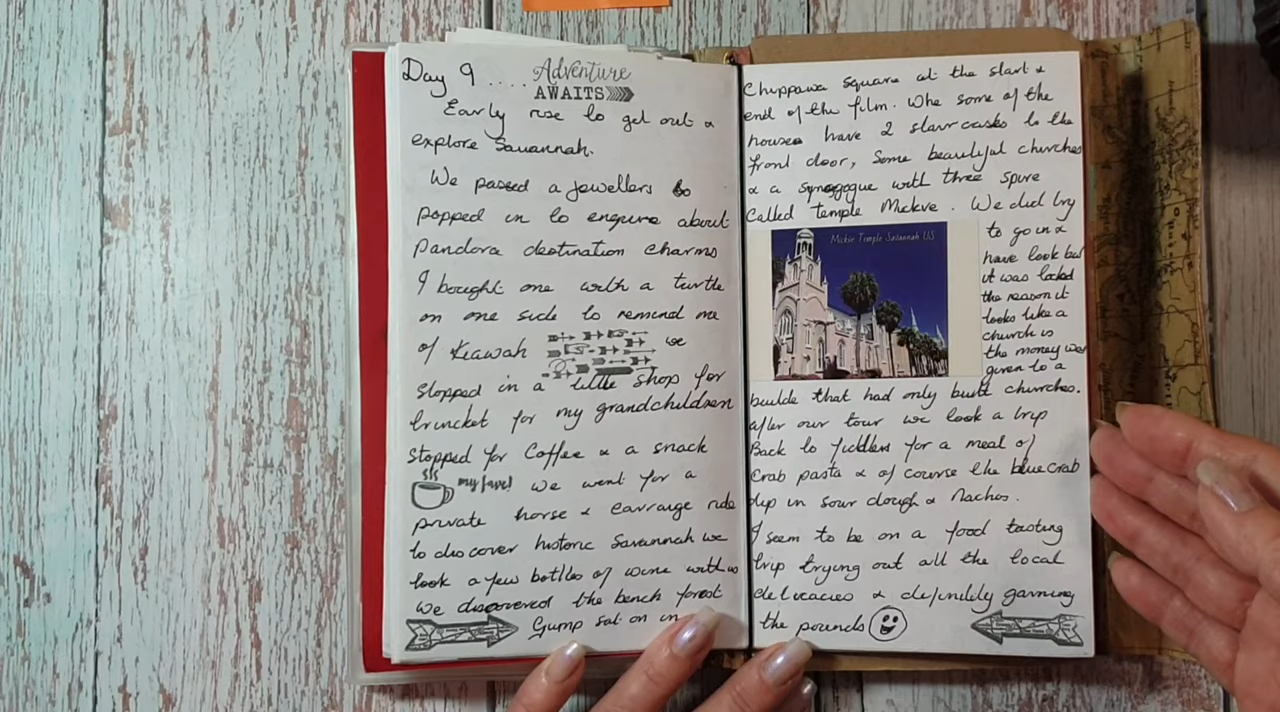 Day 9 ....
Adventure
AWAITS
Early rise to get out &
explore Savannah.
We passed a jewellers so
popped in to enquire about
Pandora destination charms
I bought one with a turtle
on one side to remind me
of Kiawah we
stopped in a little shop for
trincket for my grandchildren
stopped for Coffee & a snack
my fave! we went for a
private horse & carraige ride
to discover historic Savannah we
took a few bottles of wine with us
we discovered the bench forest
Gump sat on in
Chippawa Square at the start &
end of the film. Whe some of the
houses have 2 stair cases to the
front door, Some beautiful churches
& a synagogue with three spire
Called temple Mickve. We did try
Mickve Temple Savannah US
to go in &
have look but
it was locked
the reason it
looks like a
church is
the money was
given to a
builde that had only built churches.
after our tour we took a trip
Back to fiddlers for a meal of
Crab pasta & of course the blue crab
dip in sour dough & Nachos.
I seem to be on a food tasting
trip trying out all the local
delicacies & definitly gaining
the pounds